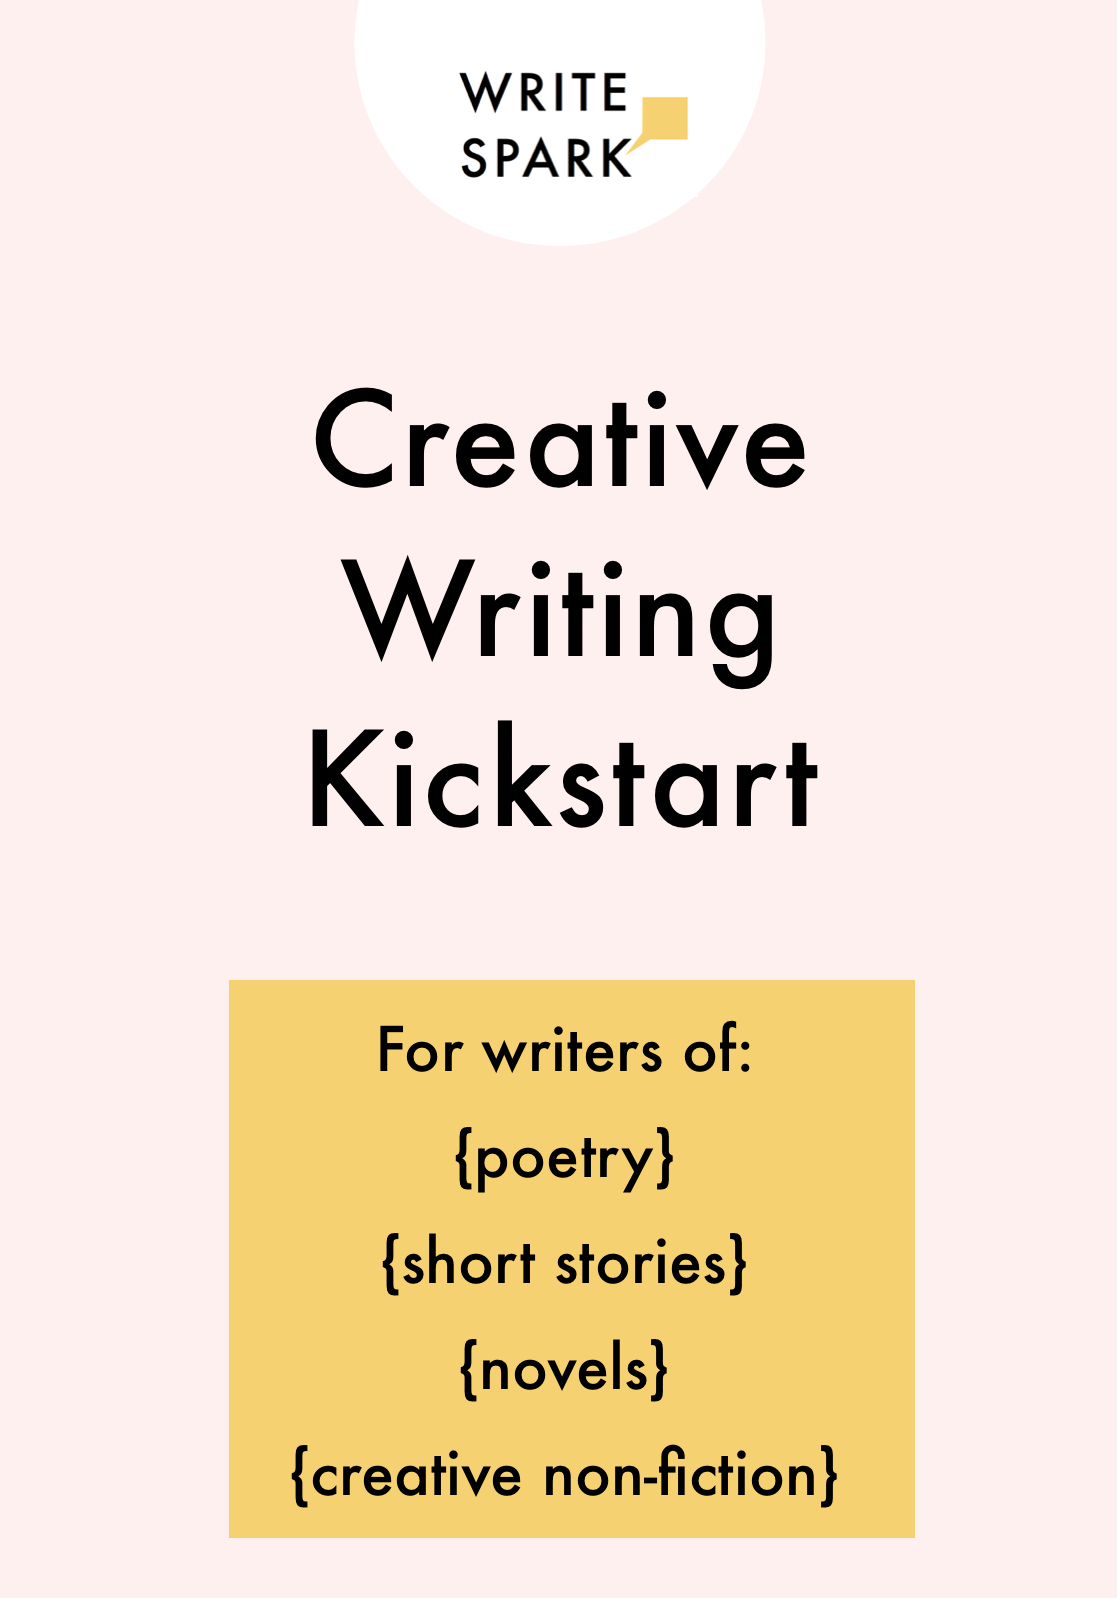 WRITE
SPARK
Creative
Writing
Kickstart
For writers of:
{poetry}
{short stories}
{novels}
{creative non-fiction}